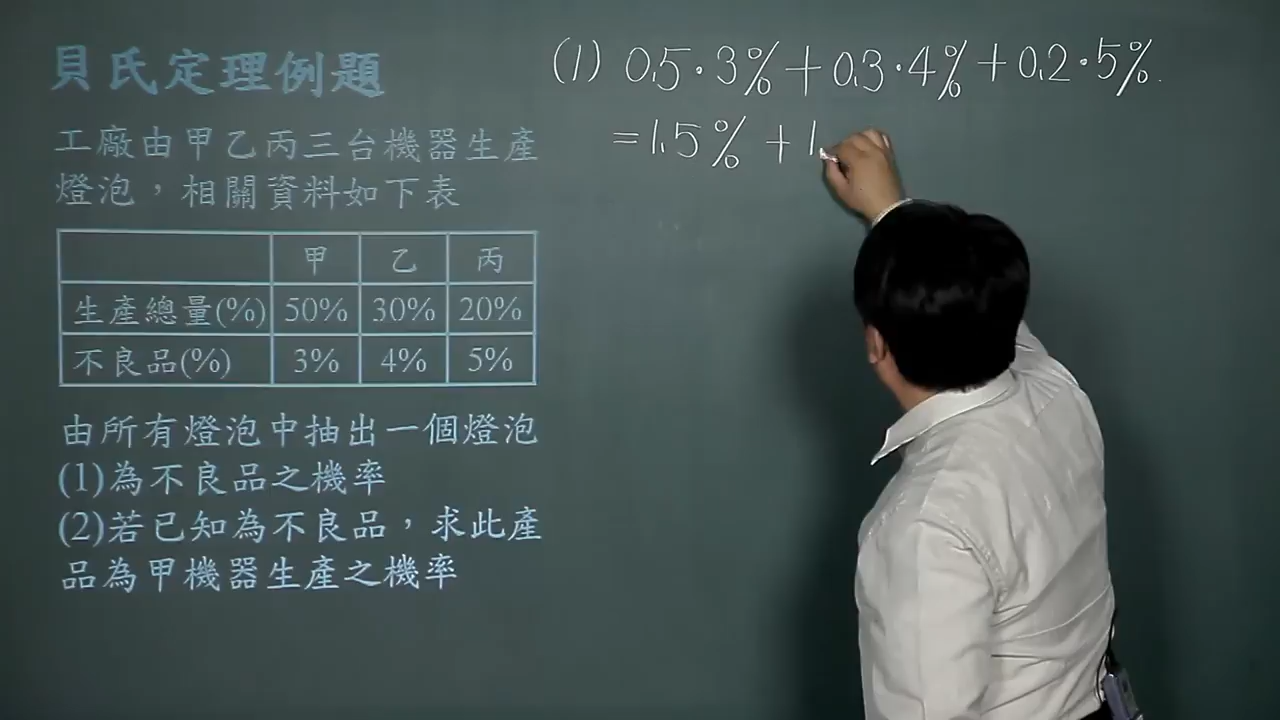 貝氏定理例題
工廠由甲乙丙三台機器生產
燈泡，相關資料如下表
甲 乙 丙
生產總量(%) 50% 30% 20%
不良品(%) 3% 4% 5%
由所有燈泡中抽出一個燈泡
(1)為不良品之機率
(2)若已知為不良品，求此產
品為甲機器生產之機率
(1) 0.5·3% + 0.3·4% + 0.2·5%
=1.5% + 1.